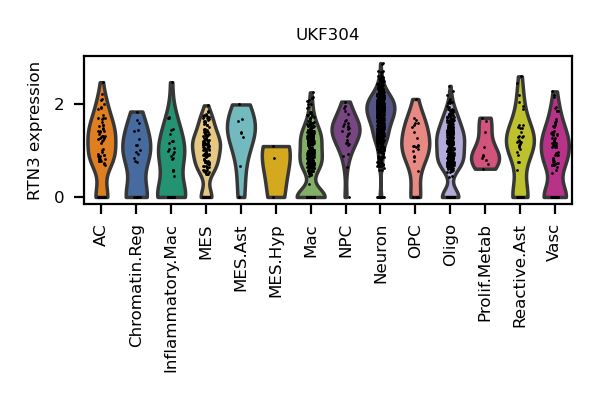 UKF304
RTN3 expression
2
0
AC
Chromatin.Reg
Inflammatory.Mac
MES
MES.Ast
MES.Hyp
Mac
NPC
Neuron
OPC
Oligo
Prolif.Metab
Reactive.Ast
Vasc